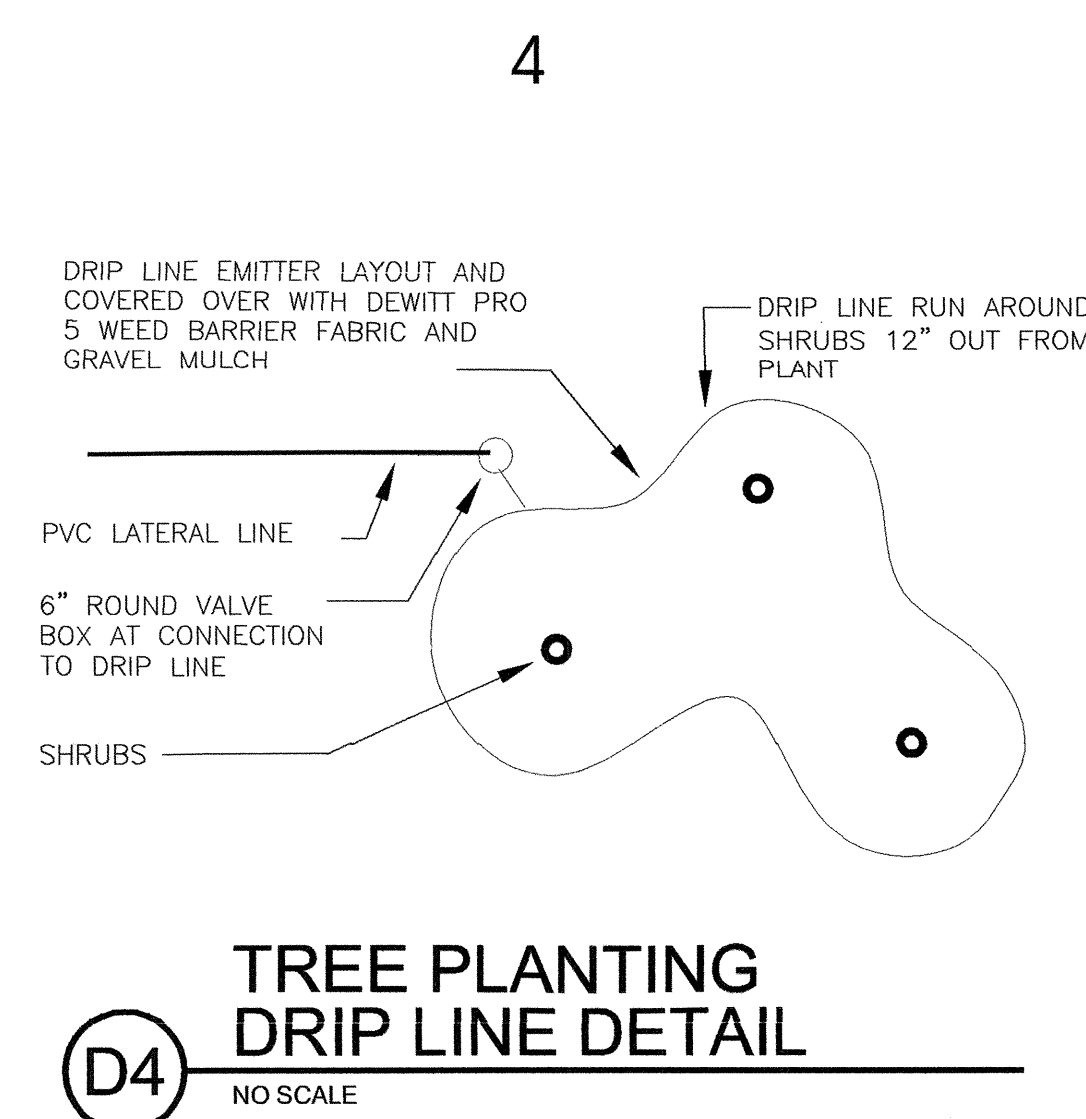 4
DRIP LINE EMITTER LAYOUT AND
COVERED OVER WITH DEWITT PRO
5 WEED BARRIER FABRIC AND
GRAVEL MULCH
DRIP LINE RUN AROUND
SHRUBS 12" OUT FROM
PLANT
PVC LATERAL LINE
6" ROUND VALVE
BOX AT CONNECTION
TO DRIP LINE
SHRUBS
TREE PLANTING
DRIP LINE DETAIL
D4
NO SCALE